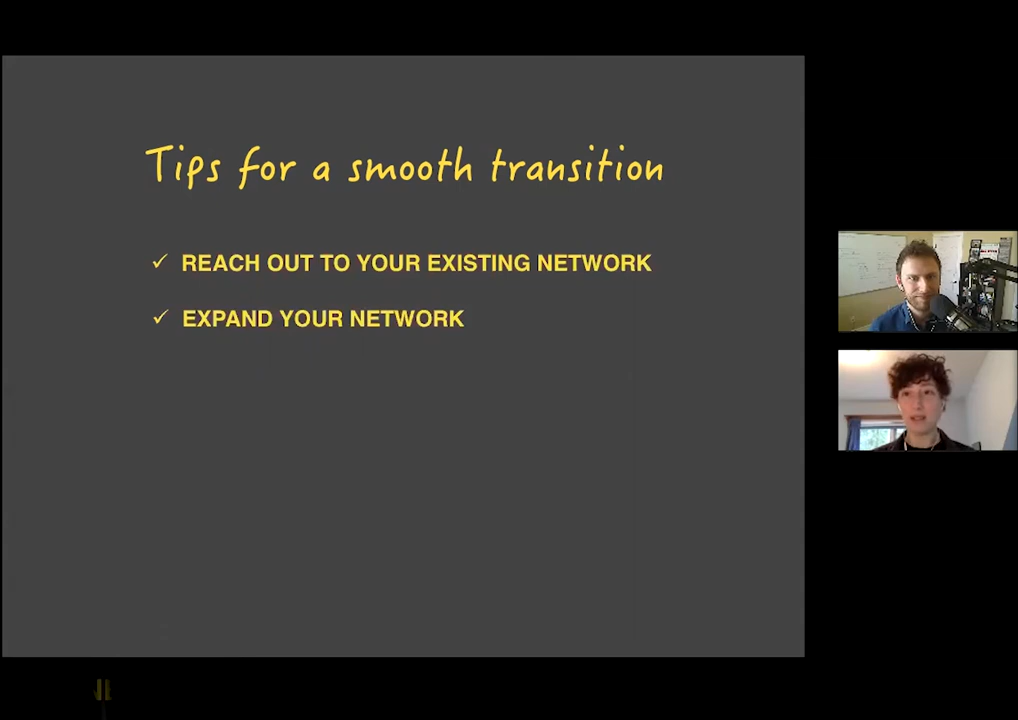 Tips for a smooth transition
✓ REACH OUT TO YOUR EXISTING NETWORK
✓ EXPAND YOUR NETWORK